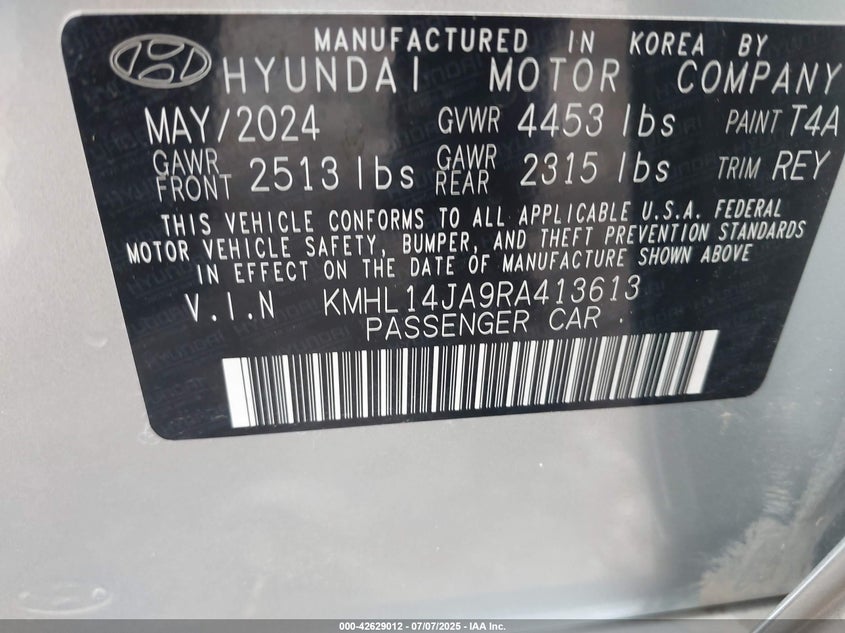 MANUFACTURED IN KOREA BY
HYUNDAI MOTOR COMPANY
MAY/2024 GVWR 4453 lbs PAINT T4A
GAWR FRONT 2513 lbs GAWR REAR 2315 lbs TRIM REY
THIS VEHICLE CONFORMS TO ALL APPLICABLE U.S.A. FEDERAL
MOTOR VEHICLE SAFETY, BUMPER, AND THEFT PREVENTION STANDARDS
IN EFFECT ON THE DATE OF MANUFACTURE SHOWN ABOVE
V.I.N KMHL14JA9RA413613
PASSENGER CAR .
000-42629012 - 07/07/2025 - IAA Inc.